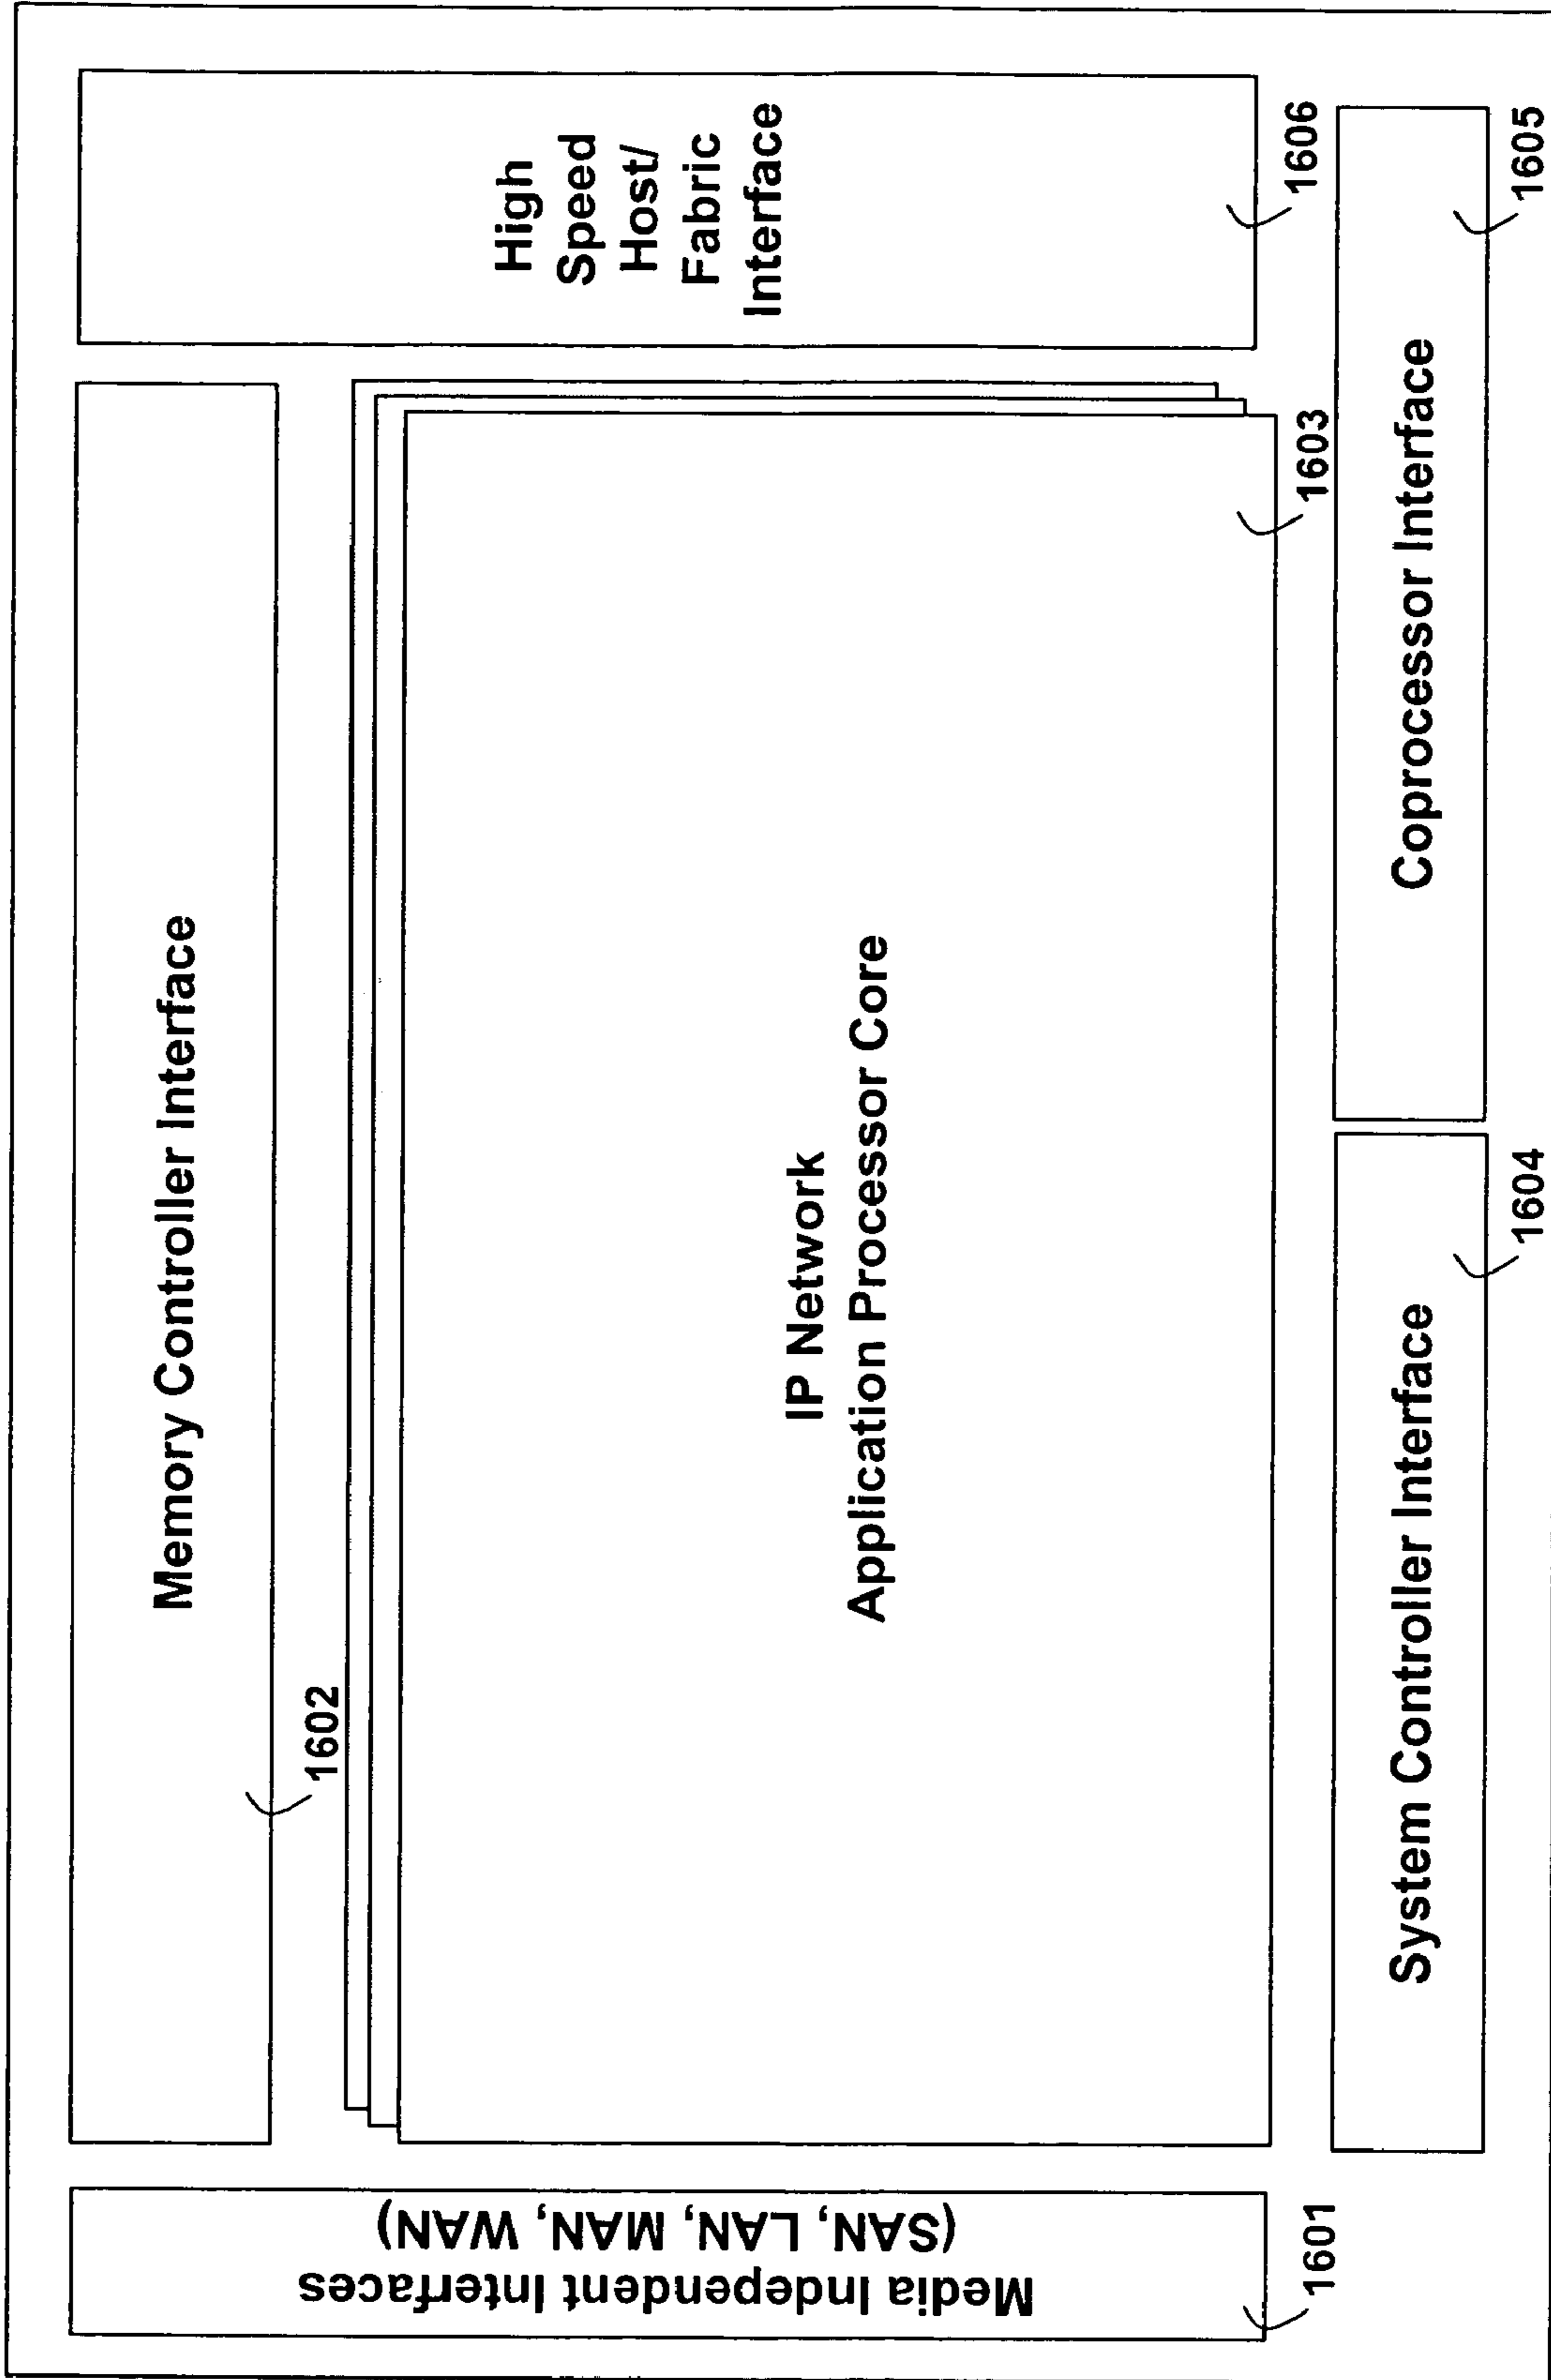 Memory Controller Interface
1602
Media Independent Interfaces
(SAN, LAN, MAN, WAN)
1601
IP Network
Application Processor Core
1603
High
Speed
Host/
Fabric
Interface
1606
System Controller Interface
1604
Coprocessor Interface
1605